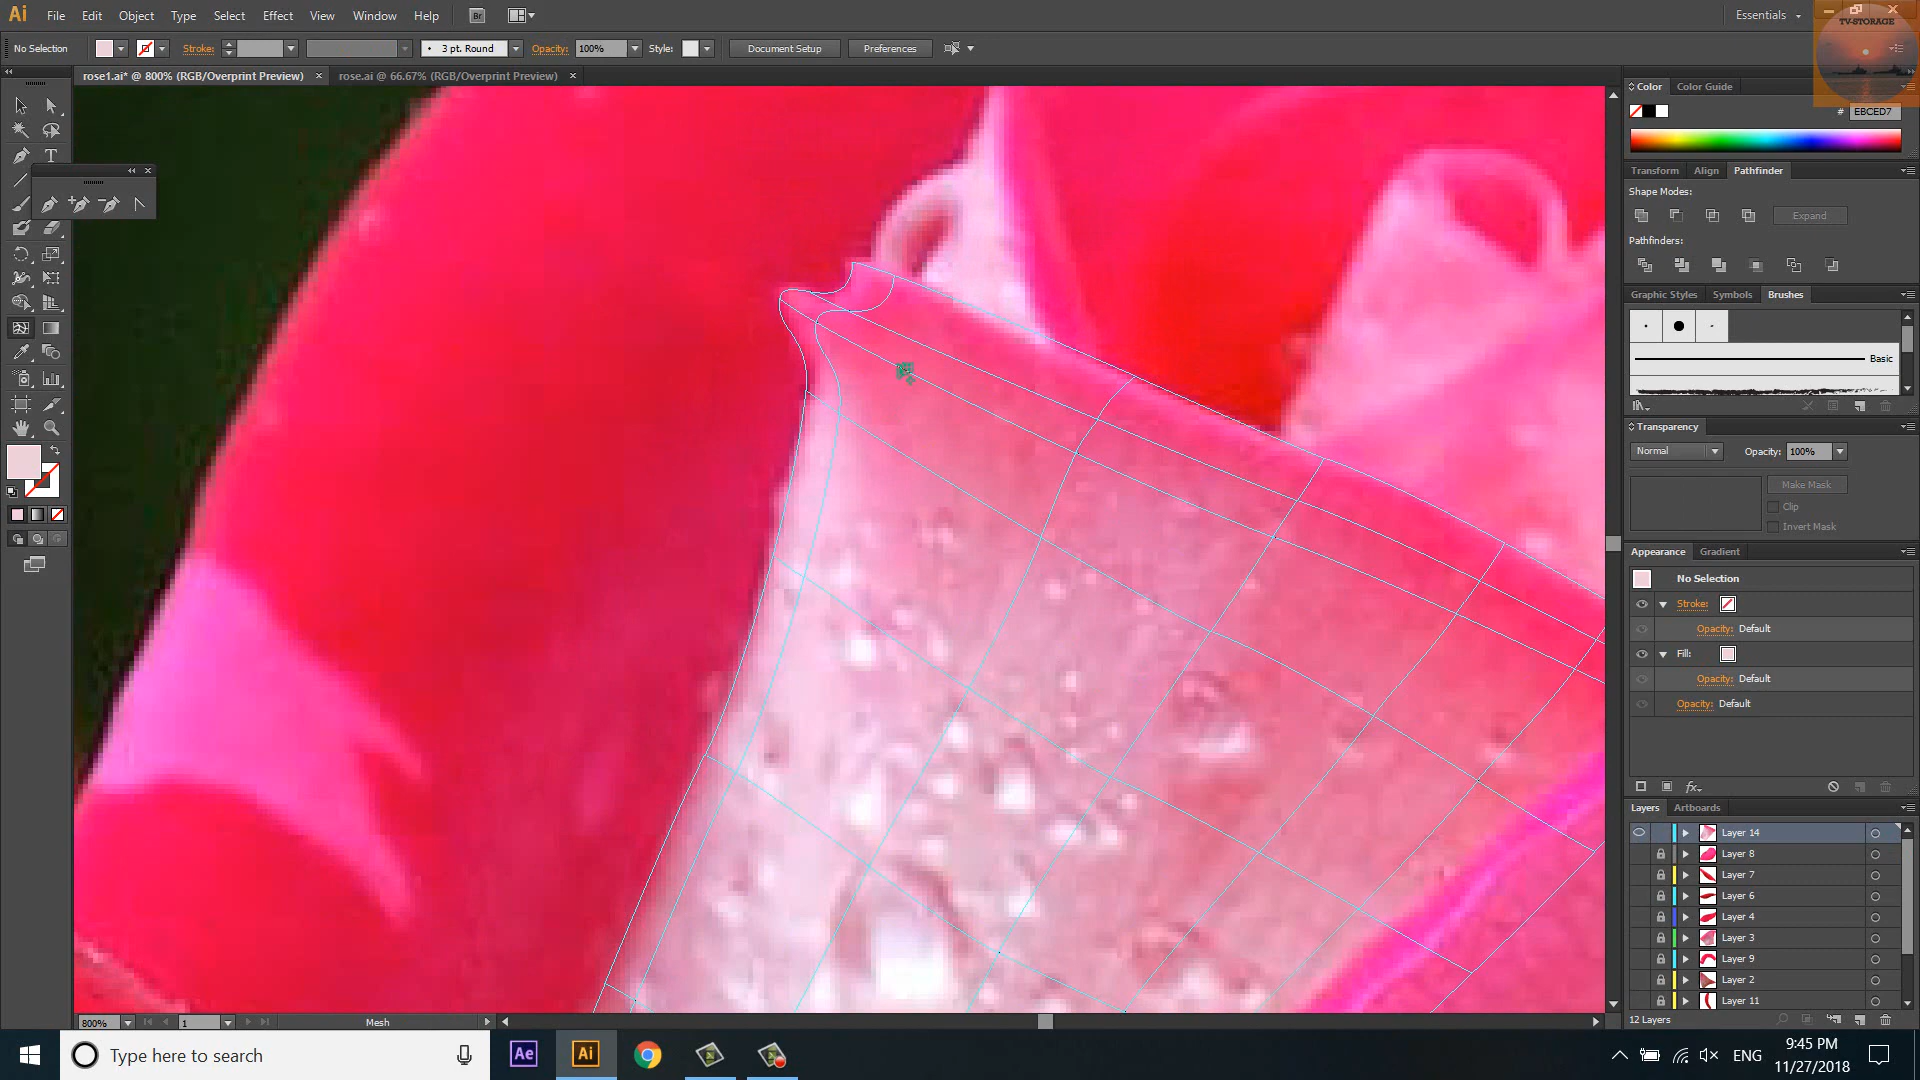 Ai File Edit Object Type Select Effect View Window Help Br Essentials
TV-STORAGE
No Selection Stroke: 3 pt. Round Opacity: 100% Style: Document Setup Preferences
rose1.ai* @ 800% (RGB/Overprint Preview) × rose.ai @ 66.67% (RGB/Overprint Preview) ×
Color Color Guide
# EBCED7
Transform Align Pathfinder
Shape Modes:
Expand
Pathfinders:
Graphic Styles Symbols Brushes
Basic
Transparency
Normal Opacity: 100%
Make Mask
Clip
Invert Mask
Appearance Gradient
No Selection
Stroke:
Opacity: Default
Fill:
Opacity: Default
Opacity: Default
fx
Layers Artboards
Layer 14
Layer 8
Layer 7
Layer 6
Layer 4
Layer 3
Layer 9
Layer 2
Layer 11
12 Layers
800% 1 Mesh
Type here to search
Ae Ai
ENG
9:45 PM
11/27/2018